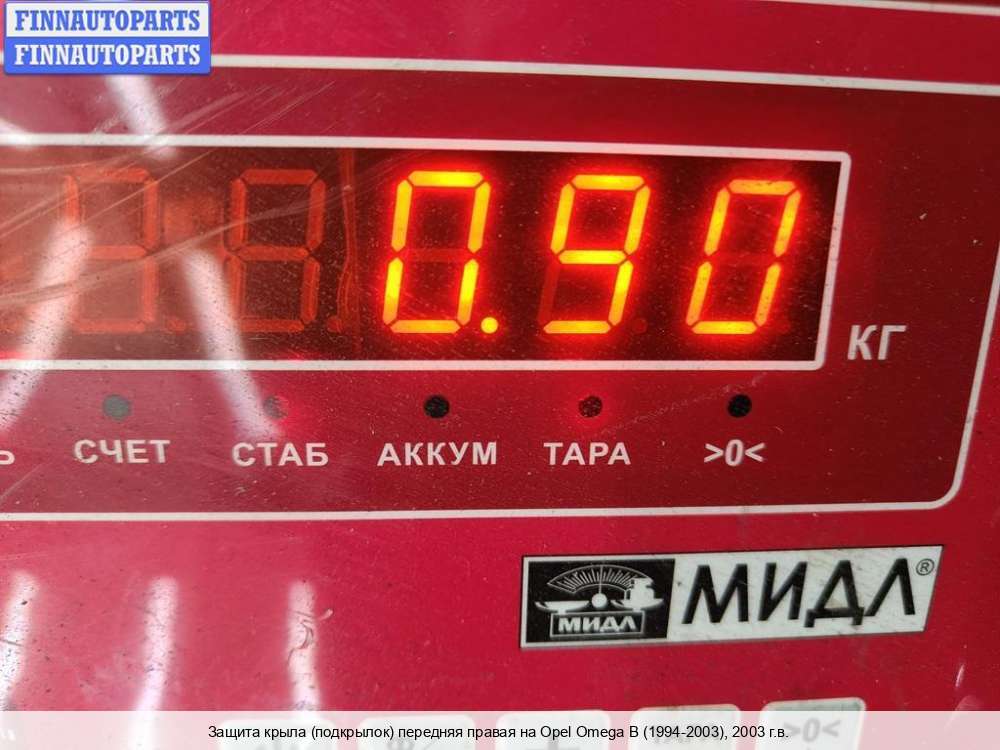 FINNAUTOPARTS
FINNAUTOPARTS
0.90
КГ
СЧЕТ СТАБ АККУМ ТАРА >0<
МИДЛ МИДЛ®
>0<
Защита крыла (подкрылок) передняя правая на Opel Omega B (1994-2003), 2003 г.в.